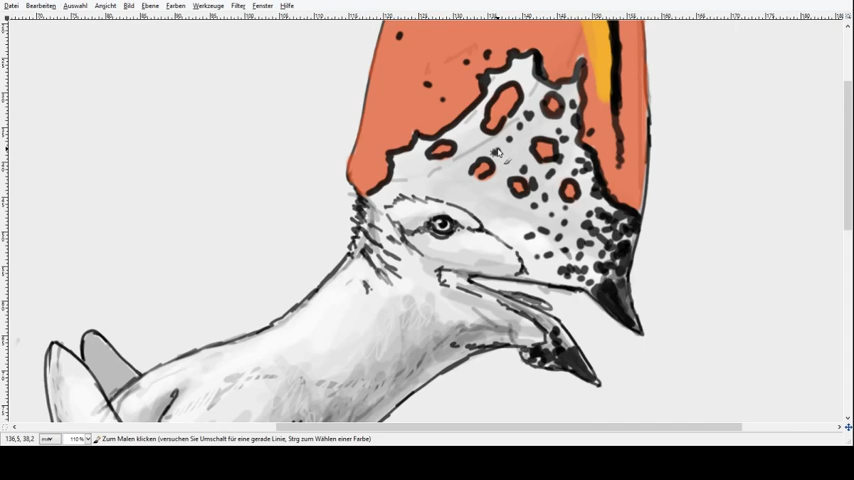 Datei Bearbeiten Auswahl Ansicht Bild Ebene Farben Werkzeuge Filter Fenster Hilfe
136,5, 38,2 mm 110 % Zum Malen klicken (versuchen Sie Umschalt für eine gerade Linie, Strg zum Wählen einer Farbe)